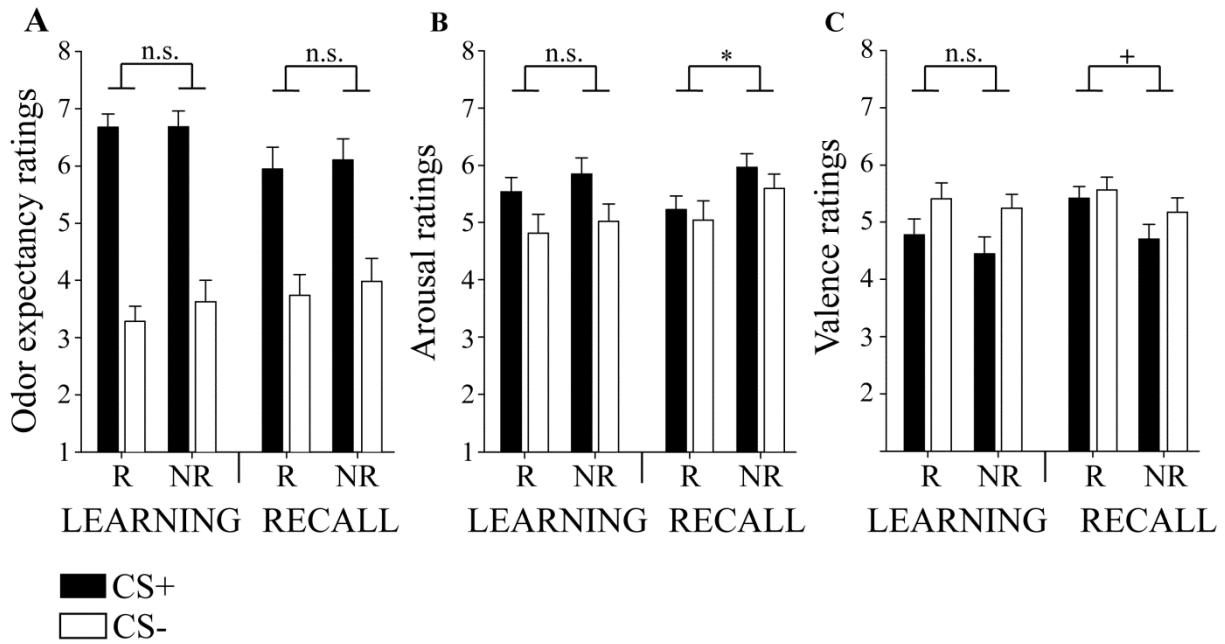 A
Odor expectancy ratings
8
7
6
5
4
3
2
1
n.s.
n.s.
R NR R NR
LEARNING RECALL
B
Arousal ratings
8
7
6
5
4
3
2
1
n.s.
*
R NR R NR
LEARNING RECALL
C
Valence ratings
8
7
6
5
4
3
2
n.s.
+
R NR R NR
LEARNING RECALL
CS+
CS-